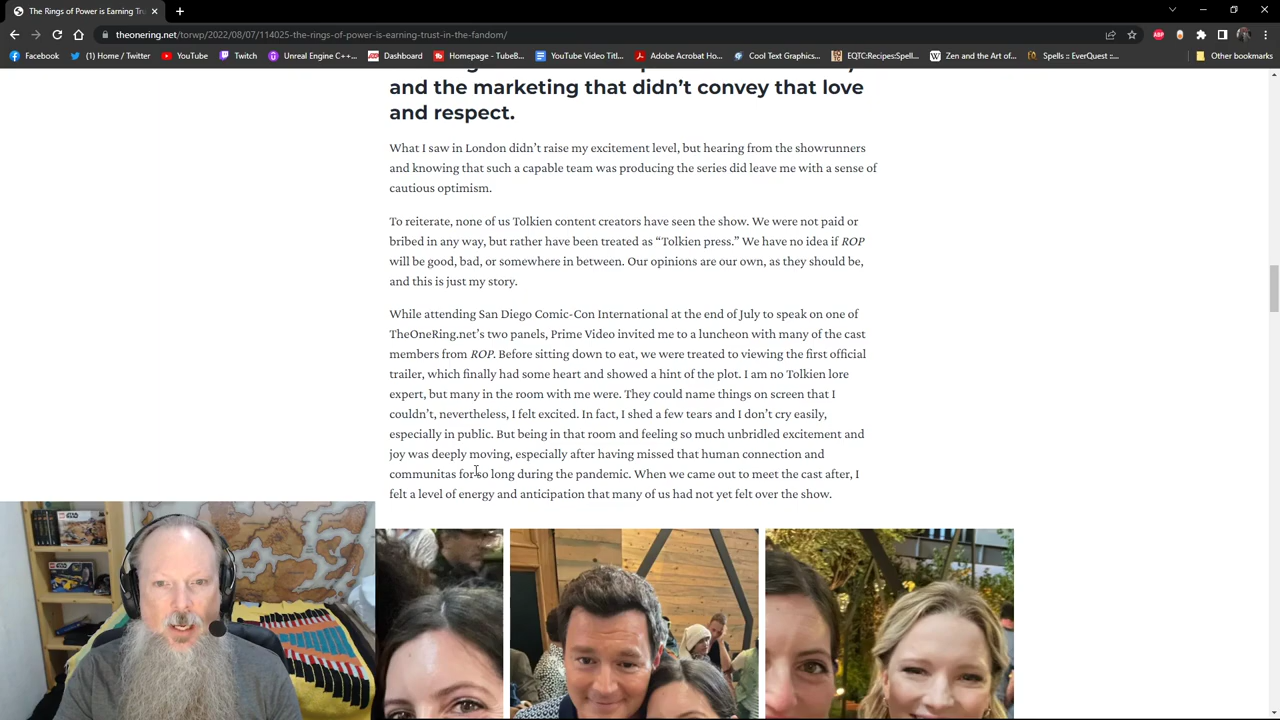 The Rings of Power is Earning Tru
theonering.net/torwp/2022/08/07/114025-the-rings-of-power-is-earning-trust-in-the-fandom/
Facebook
(1) Home / Twitter
YouTube
Twitch
Unreal Engine C++...
Dashboard
Homepage - TubeB...
YouTube Video Titl...
Adobe Acrobat Ho...
Cool Text Graphics...
EQTC:Recipes:Spell...
Zen and the Art of...
Spells :: EverQuest ::...
Other bookmarks
and the marketing that didn’t convey that love
and respect.
What I saw in London didn’t raise my excitement level, but hearing from the showrunners
and knowing that such a capable team was producing the series did leave me with a sense of
cautious optimism.
To reiterate, none of us Tolkien content creators have seen the show. We were not paid or
bribed in any way, but rather have been treated as “Tolkien press.” We have no idea if ROP
will be good, bad, or somewhere in between. Our opinions are our own, as they should be,
and this is just my story.
While attending San Diego Comic-Con International at the end of July to speak on one of
TheOneRing.net’s two panels, Prime Video invited me to a luncheon with many of the cast
members from ROP. Before sitting down to eat, we were treated to viewing the first official
trailer, which finally had some heart and showed a hint of the plot. I am no Tolkien lore
expert, but many in the room with me were. They could name things on screen that I
couldn’t, nevertheless, I felt excited. In fact, I shed a few tears and I don’t cry easily,
especially in public. But being in that room and feeling so much unbridled excitement and
joy was deeply moving, especially after having missed that human connection and
communitas for so long during the pandemic. When we came out to meet the cast after, I
felt a level of energy and anticipation that many of us had not yet felt over the show.